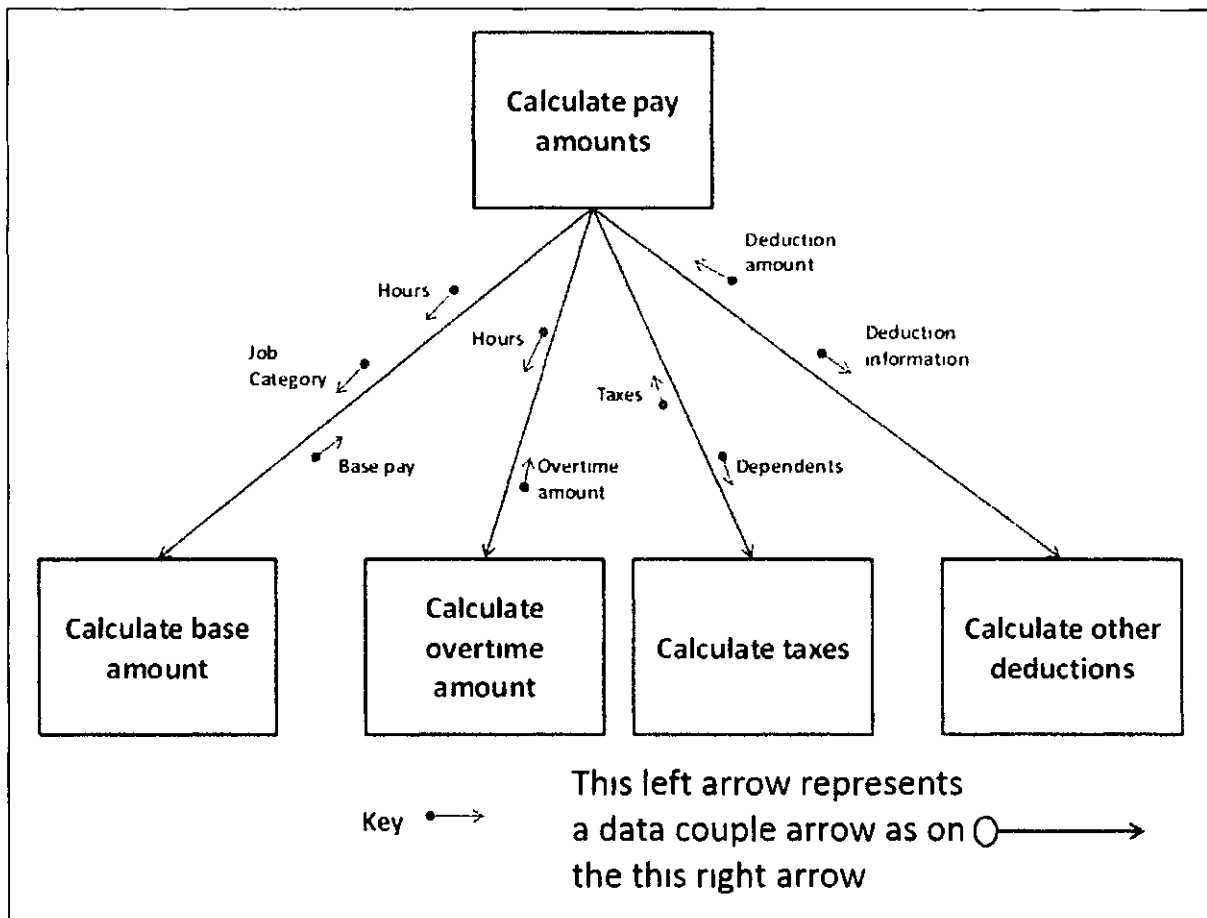 Calculate pay
amounts
Deduction
amount
Hours
Hours
Deduction
information
Job
Category
Taxes
Base pay
Overtime
amount
Dependents
Calculate base
amount
Calculate
overtime
amount
Calculate taxes
Calculate other
deductions
This left arrow represents
Key
a data couple arrow as on
the this right arrow